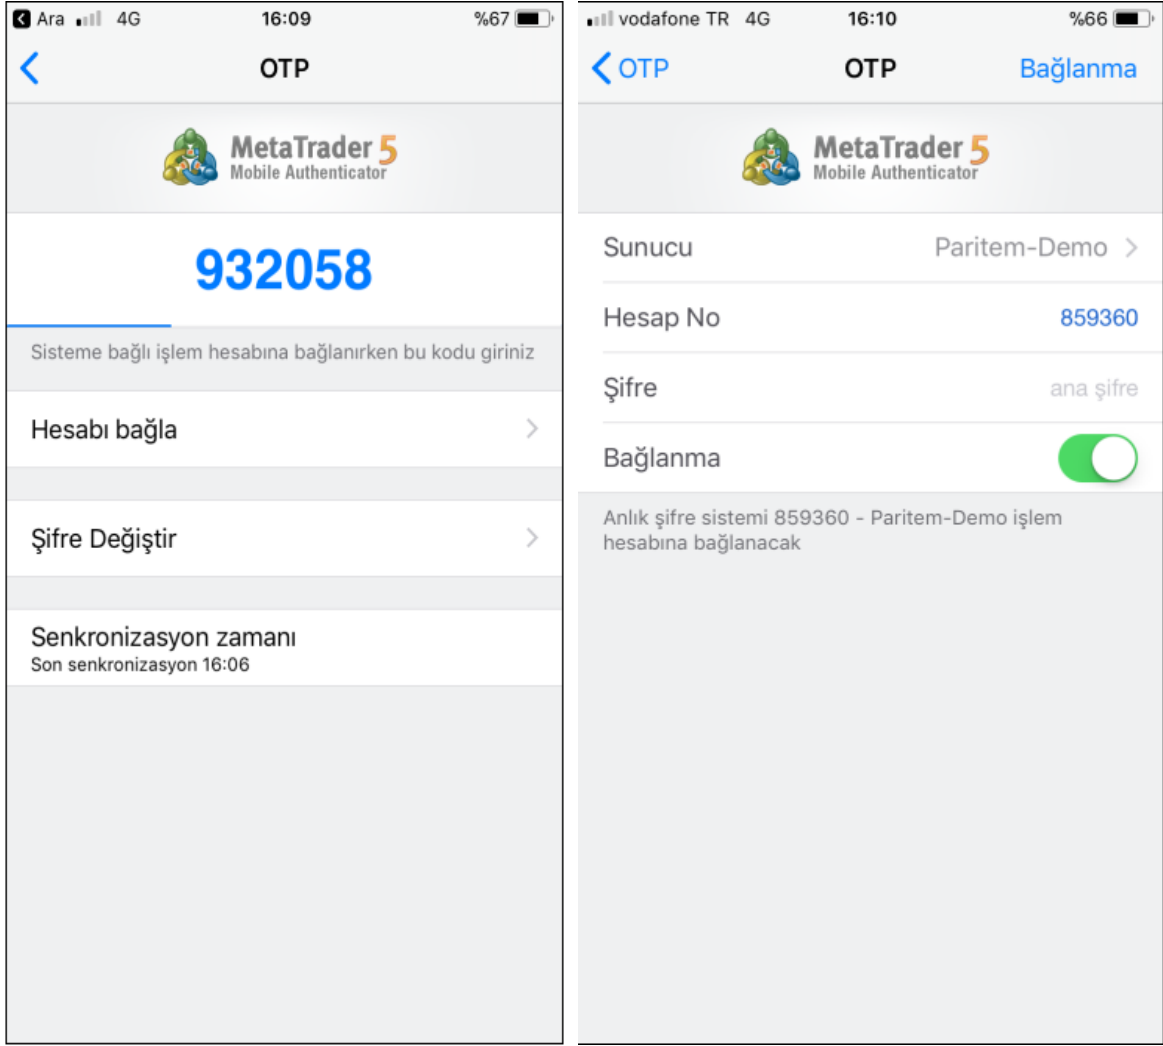 Ara 4G 16:09 %67
OTP
MetaTrader 5
Mobile Authenticator
932058
Sisteme bağlı işlem hesabına bağlanırken bu kodu giriniz
Hesabı bağla
Şifre Değiştir
Senkronizasyon zamanı
Son senkronizasyon 16:06
vodafone TR 4G 16:10 %66
OTP OTP Bağlanma
MetaTrader 5
Mobile Authenticator
Sunucu Paritem-Demo
Hesap No 859360
Şifre ana şifre
Bağlanma
Anlık şifre sistemi 859360 - Paritem-Demo işlem
hesabına bağlanacak